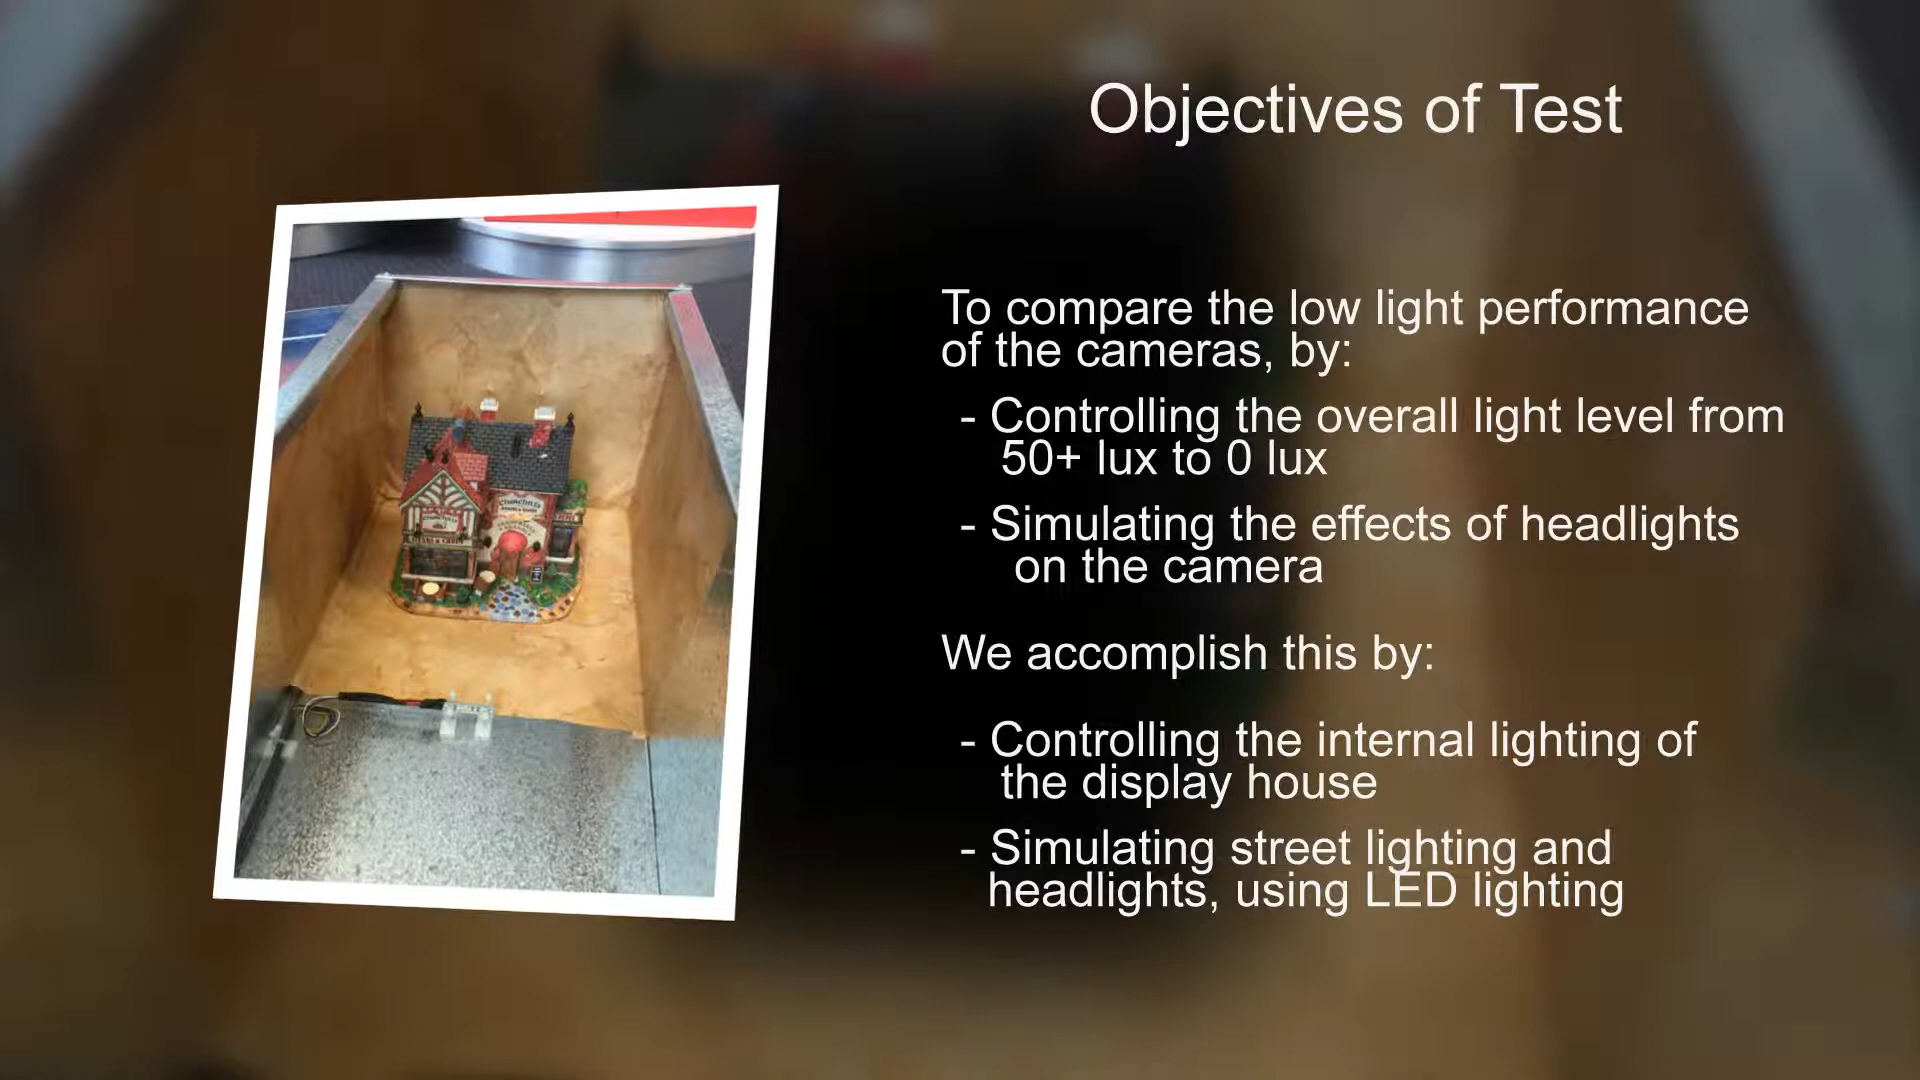 Objectives of Test
To compare the low light performance
of the cameras, by:
- Controlling the overall light level from
50+ lux to 0 lux
- Simulating the effects of headlights
on the camera
We accomplish this by:
- Controlling the internal lighting of
the display house
- Simulating street lighting and
headlights, using LED lighting